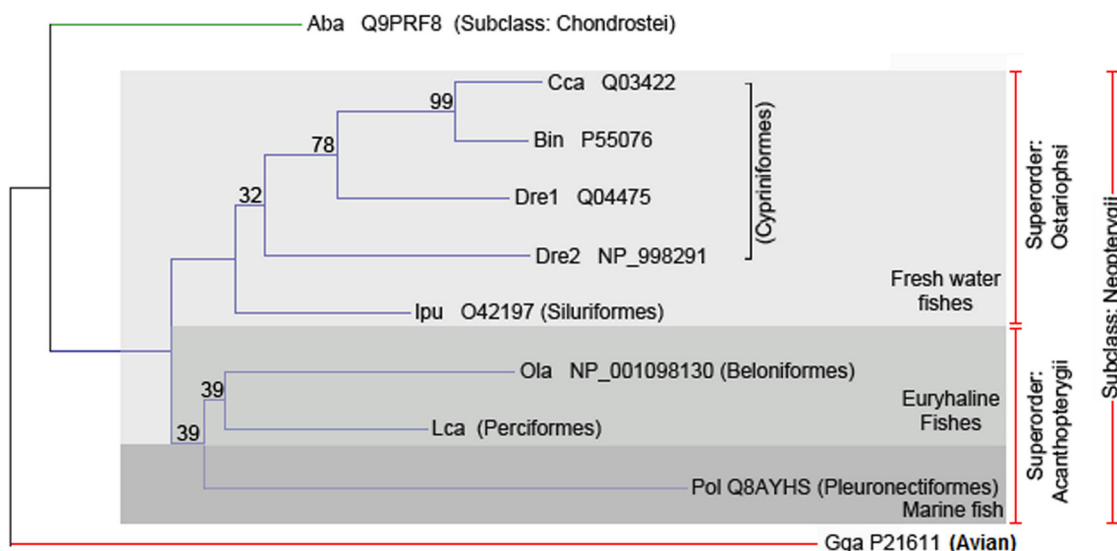 Aba Q9PRF8 (Subclass: Chondrostei)
Cca Q03422
99
Bin P55076
78
Dre1 Q04475
32
Dre2 NP_998291
(Cypriniformes)
Fresh water
fishes
Ipu O42197 (Siluriformes)
Superorder:
Ostariophsi
Subclass: Neopterygii
Ola NP_001098130 (Beloniformes)
39
Euryhaline
Fishes
Lca (Perciformes)
39
Superorder:
Acanthopterygii
Pol Q8AYHS (Pleuronectiformes)
Marine fish
Gga P21611 (Avian)